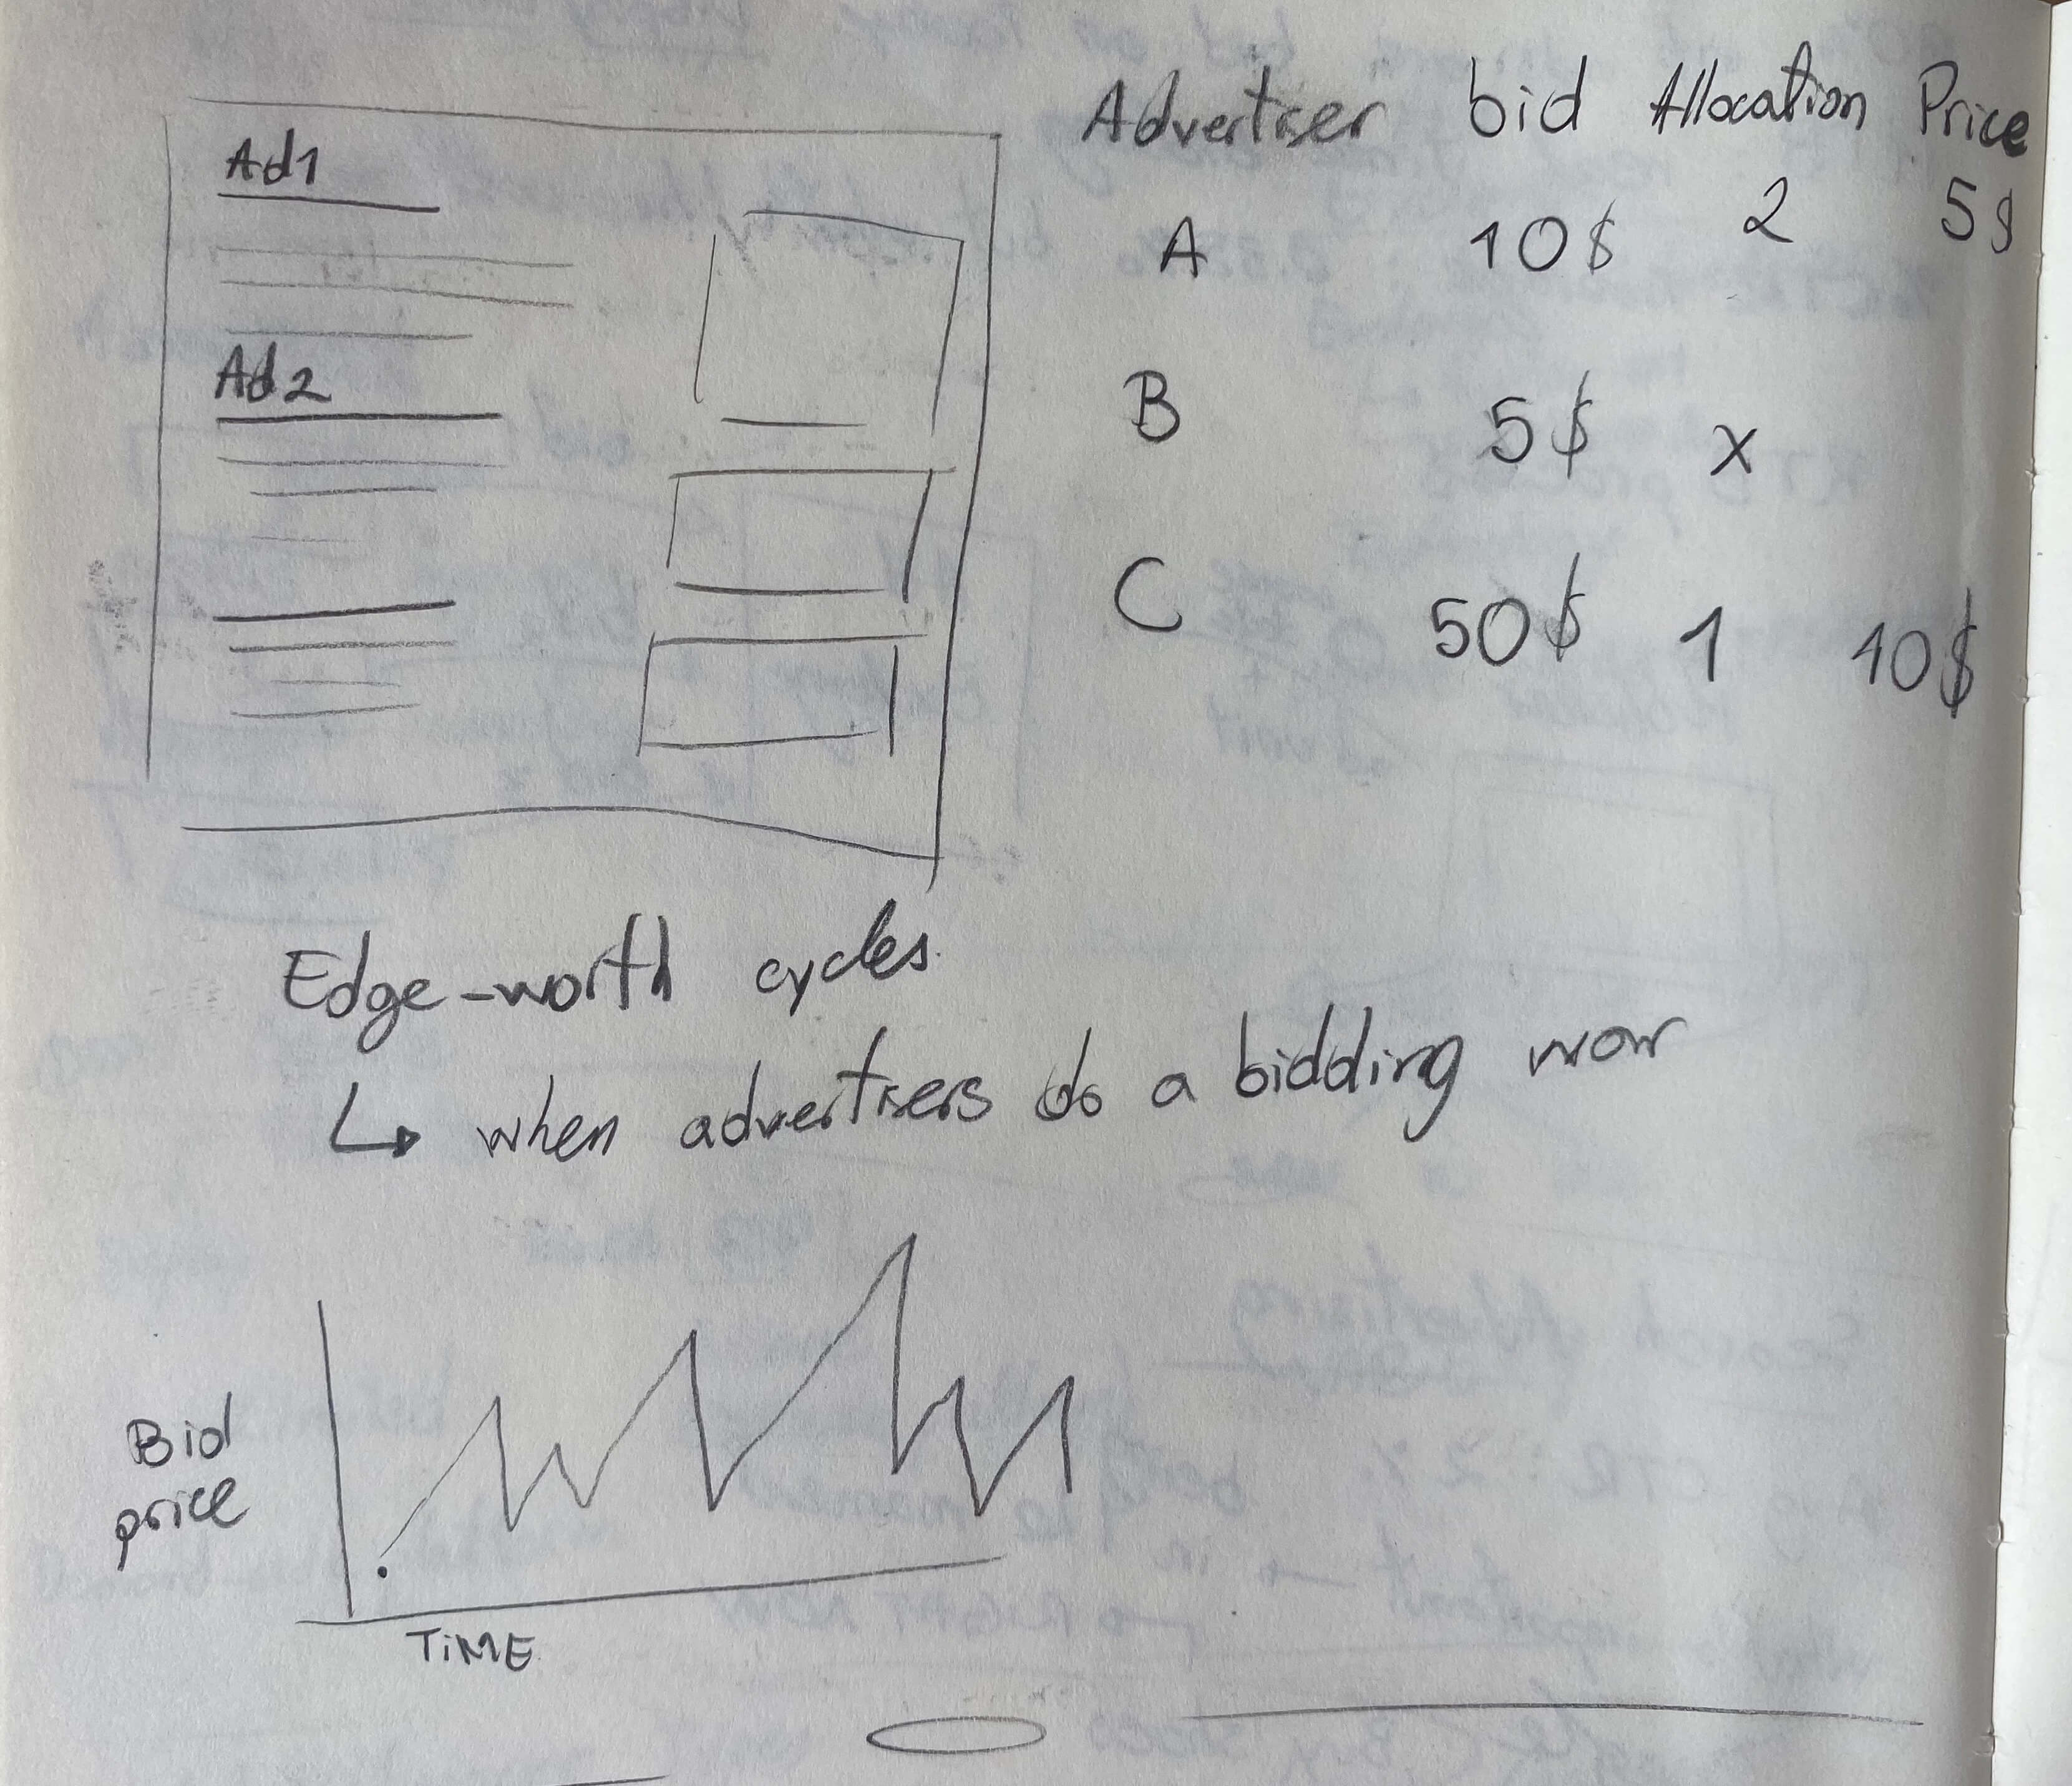 Ad1
Ad2
Advertiser bid Allocation Price
A 10$ 2 5$
B 5$ x
C 50$ 1 10$
Edge-worth cycles.
↳ when advertisers do a bidding war
Bid
price
TiME